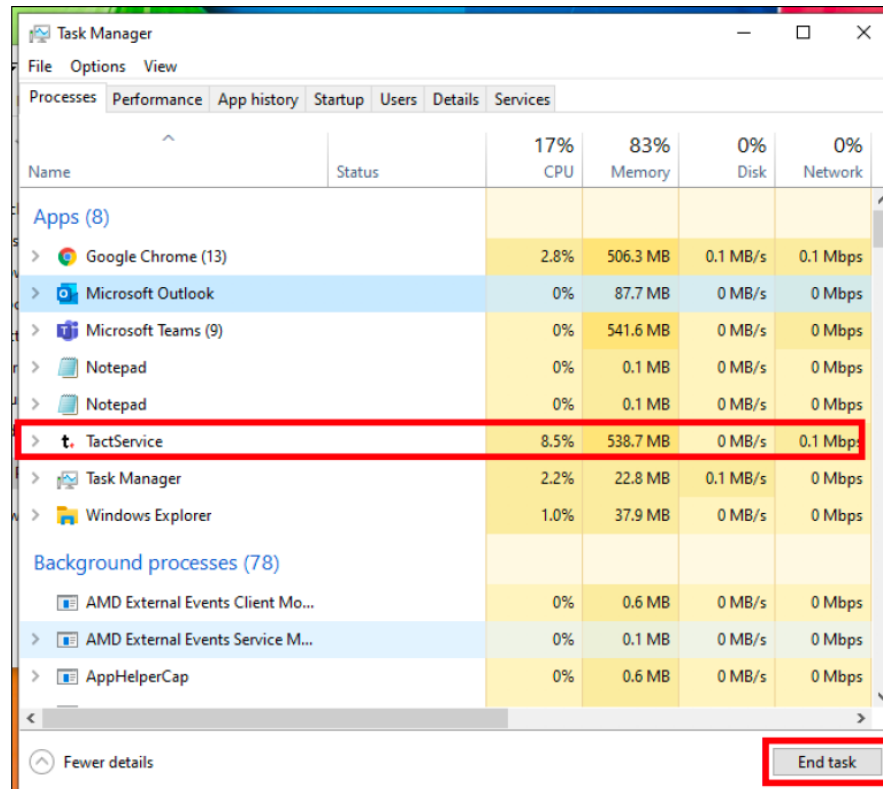 Task Manager
File Options View
Processes Performance App history Startup Users Details Services
17% 83% 0% 0%
Name Status CPU Memory Disk Network
Apps (8)
Google Chrome (13) 2.8% 506.3 MB 0.1 MB/s 0.1 Mbps
Microsoft Outlook 0% 87.7 MB 0 MB/s 0 Mbps
Microsoft Teams (9) 0% 541.6 MB 0 MB/s 0 Mbps
Notepad 0% 0.1 MB 0 MB/s 0 Mbps
Notepad 0% 0.1 MB 0 MB/s 0 Mbps
t. TactService 8.5% 538.7 MB 0 MB/s 0.1 Mbps
Task Manager 2.2% 22.8 MB 0.1 MB/s 0 Mbps
Windows Explorer 1.0% 37.9 MB 0 MB/s 0 Mbps
Background processes (78)
AMD External Events Client Mo... 0% 0.6 MB 0 MB/s 0 Mbps
AMD External Events Service M... 0% 0.1 MB 0 MB/s 0 Mbps
AppHelperCap 0% 0.6 MB 0 MB/s 0 Mbps
Fewer details End task